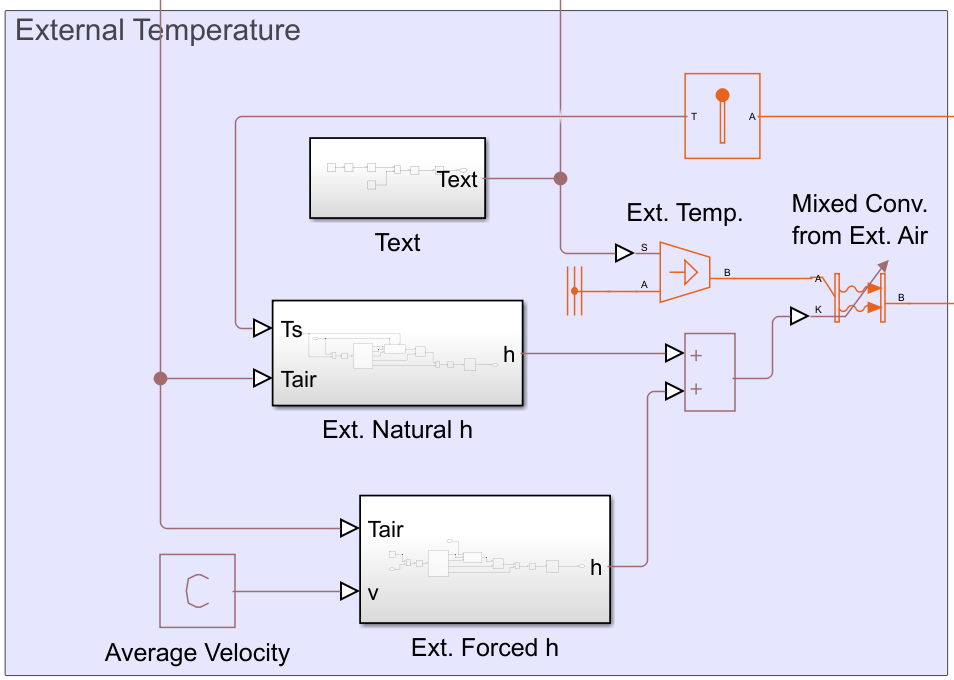 External Temperature
T
A
Text
Text
Ext. Temp.
Mixed Conv.
from Ext. Air
S
A
B
A
B
K
Ts
Tair
h
Ext. Natural h
+
+
Tair
v
h
Ext. Forced h
C
Average Velocity